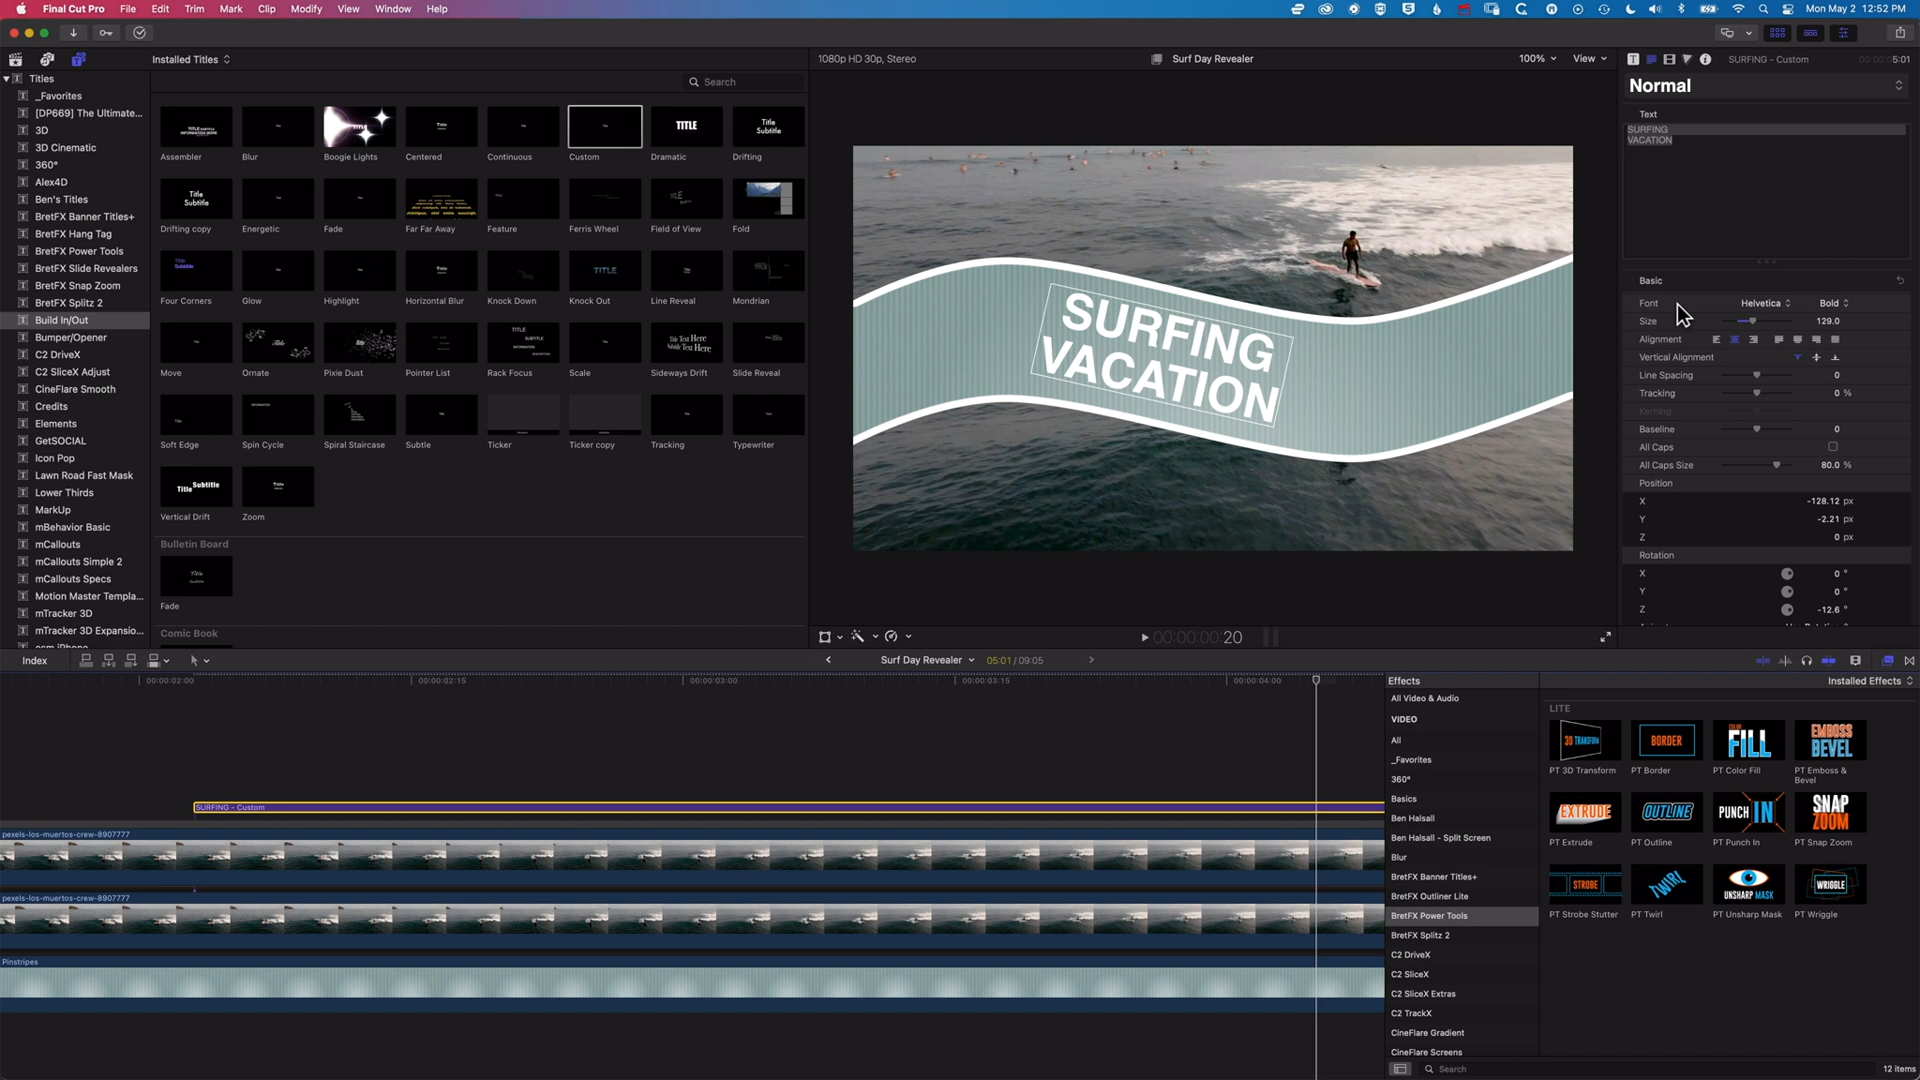 Final Cut Pro File Edit Trim Mark Clip Modify View Window Help
Mon May 2 12:52 PM
Installed Titles
Search
Titles
_Favorites
[DP669] The Ultimate...
3D
3D Cinematic
360°
Alex4D
Ben's Titles
BretFX Banner Titles+
BretFX Hang Tag
BretFX Power Tools
BretFX Slide Revealers
BretFX Snap Zoom
BretFX Splitz 2
Build In/Out
Bumper/Opener
C2 DriveX
C2 SliceX Adjust
CineFlare Smooth
Credits
Elements
GetSOCIAL
Icon Pop
Lawn Road Fast Mask
Lower Thirds
MarkUp
mBehavior Basic
mCallouts
mCallouts Simple 2
mCallouts Specs
Motion Master Templa...
mTracker 3D
mTracker 3D Expansio...
Assembler Blur Boogie Lights Centered Continuous Custom Dramatic Drifting
Drifting copy Energetic Fade Far Far Away Feature Ferris Wheel Field of View Fold
Four Corners Glow Highlight Horizontal Blur Knock Down Knock Out Line Reveal Mondrian
Move Ornate Pixie Dust Pointer List Rack Focus Scale Sideways Drift Slide Reveal
Soft Edge Spin Cycle Spiral Staircase Subtle Ticker Ticker copy Tracking Typewriter
Vertical Drift Zoom
Bulletin Board
Fade
Comic Book
1080p HD 30p, Stereo
Surf Day Revealer
100% View
SURFING
VACATION
00:00:00:20
SURFING - Custom
5:01
Normal
Text
SURFING
VACATION
Basic
Font Helvetica Bold
Size 129.0
Alignment
Vertical Alignment
Line Spacing 0
Tracking 0 %
Kerning
Baseline 0
All Caps
All Caps Size 80.0 %
Position
X -128.12 px
Y -2.21 px
Z 0 px
Rotation
X 0 °
Y 0 °
Z -12.6 °
Index
Surf Day Revealer 05:01 / 09:05
00:00:02:00 00:00:02:15 00:00:03:00 00:00:03:15 00:00:04:00
SURFING - Custom
pexels-los-muertos-crew-8907777
pexels-los-muertos-crew-8907777
Pinstripes
Effects
Installed Effects
All Video & Audio
VIDEO
All
_Favorites
360°
Basics
Ben Halsall
Ben Halsall - Split Screen
Blur
BretFX Banner Titles+
BretFX Outliner Lite
BretFX Power Tools
BretFX Splitz 2
C2 DriveX
C2 SliceX
C2 SliceX Extras
C2 TrackX
CineFlare Gradient
CineFlare Screens
LITE
3D TRANSFORM BORDER COLOR FILL EMBOSS BEVEL
PT 3D Transform PT Border PT Color Fill PT Emboss & Bevel
EXTRUDE OUTLINE PUNCH IN SNAP ZOOM
PT Extrude PT Outline PT Punch In PT Snap Zoom
STROBE TWIRL UNSHARP MASK WRIGGLE
PT Strobe Stutter PT Twirl PT Unsharp Mask PT Wriggle
Search
12 items